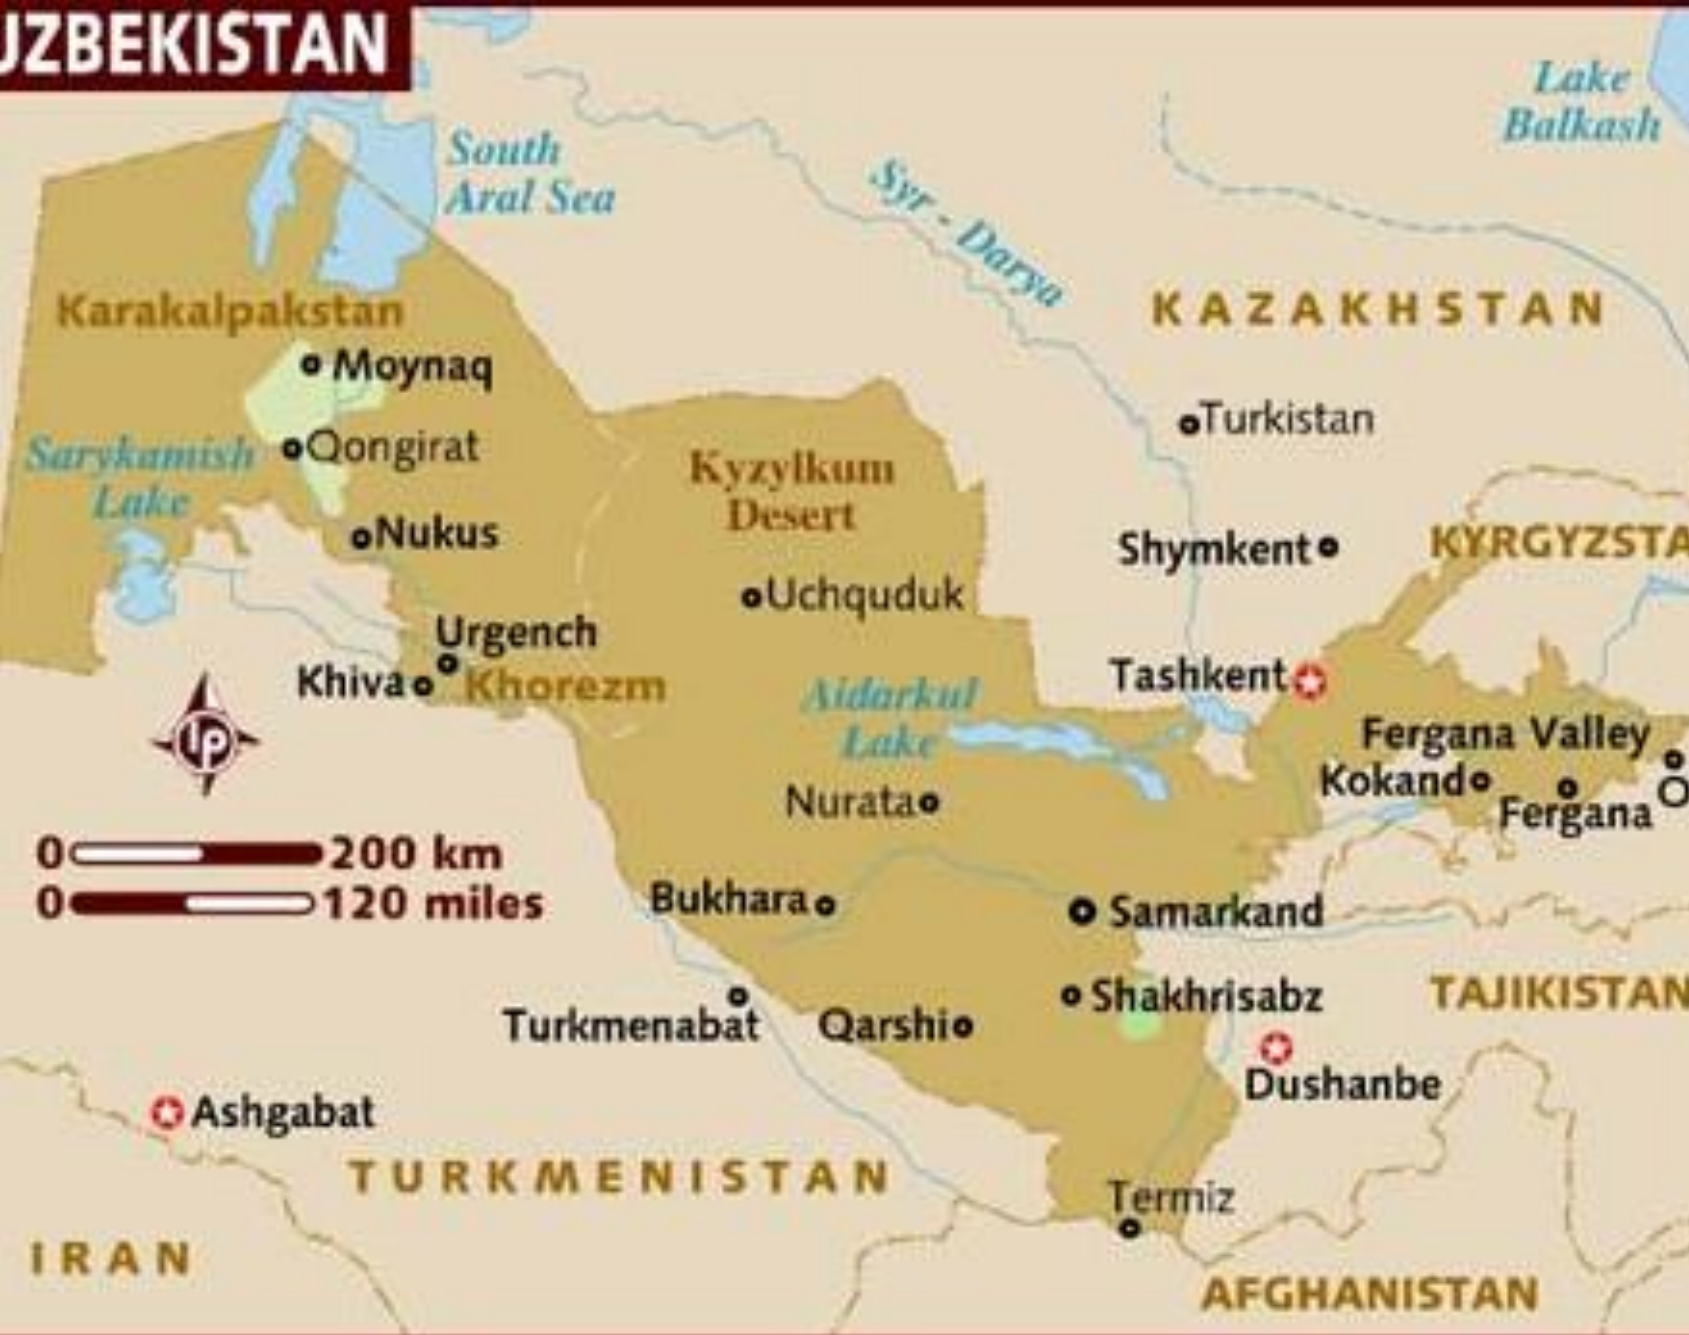 UZBEKISTAN
Lake
Balkash
South
Aral Sea
Syr - Darya
KAZAKHSTAN
Karakalpakstan
Moynaq
Turkistan
Qongirat
Sarykamish
Lake
Kyzylkum
Desert
Nukus
Shymkent
KYRGYZSTA
Uchquduk
Urgench
Khiva
Khorezm
Tashkent
Aidarkul
Lake
Fergana Valley
Kokand
Fergana
O
Nurata
LP
0 200 km
0 120 miles
Bukhara
Samarkand
Shakhrisabz
TAJIKISTAN
Turkmenabat
Qarshi
Dushanbe
Ashgabat
TURKMENISTAN
Termiz
IRAN
AFGHANISTAN